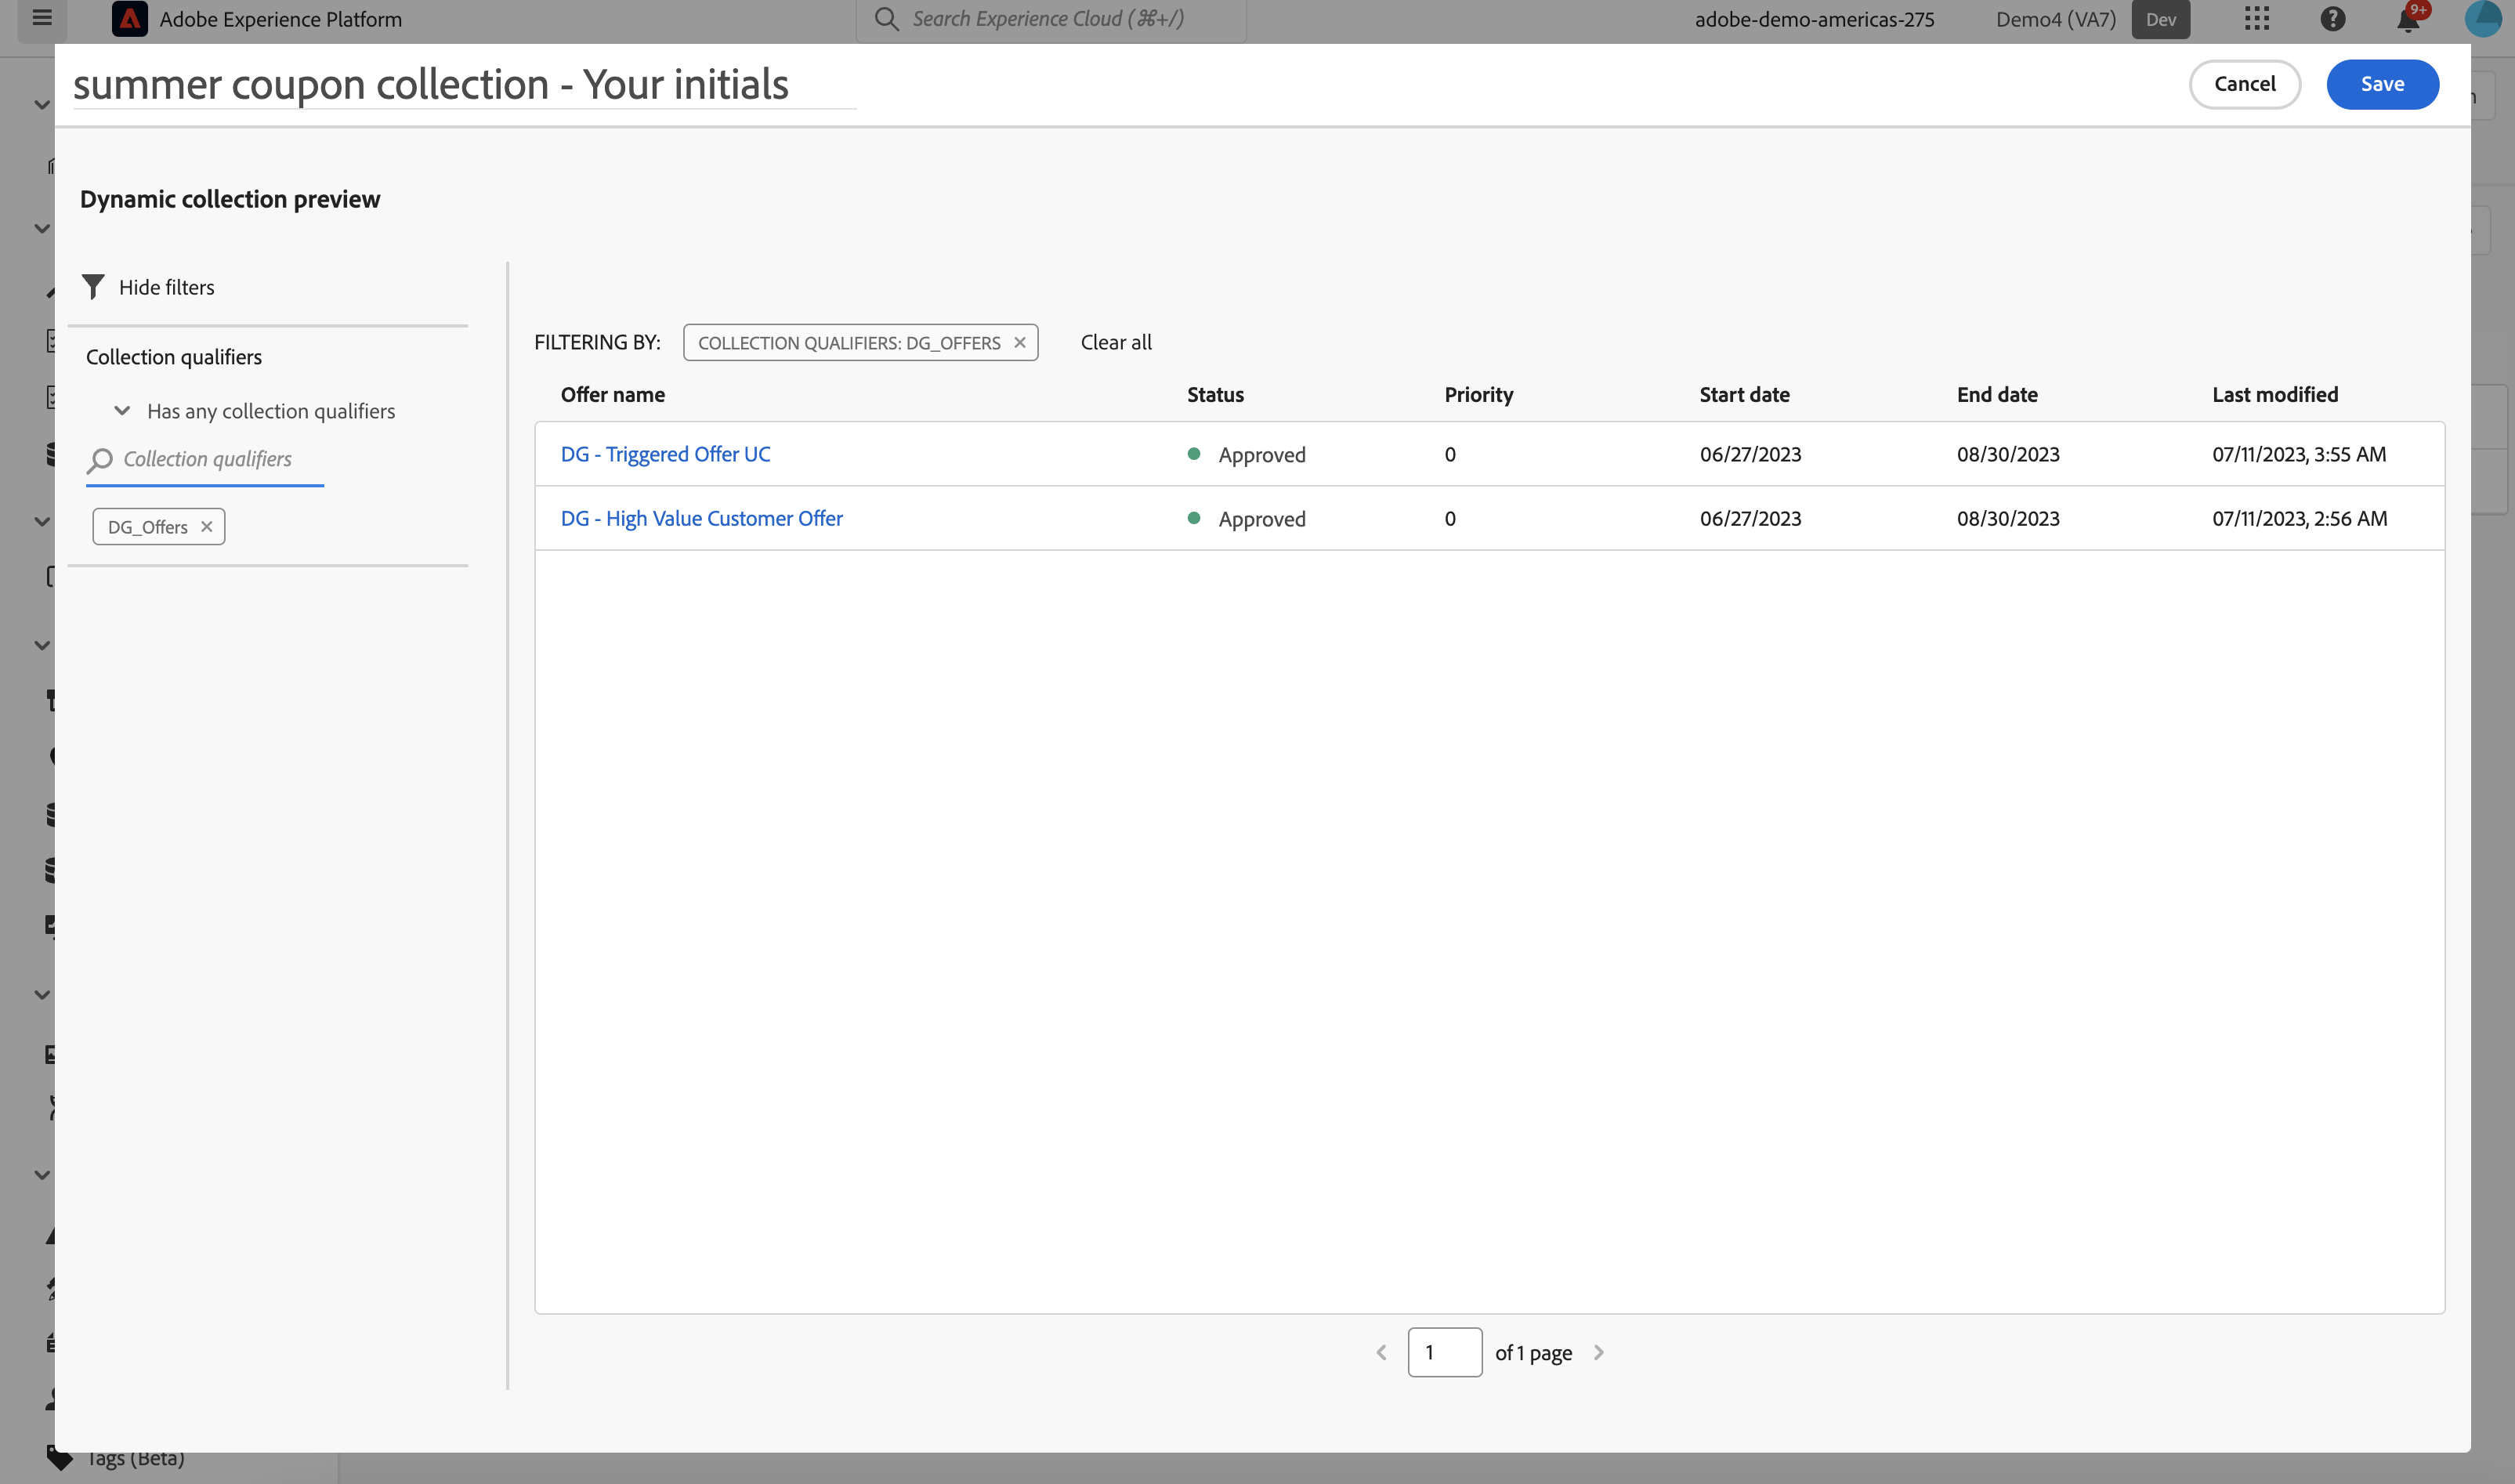 Adobe Experience Platform
Search Experience Cloud (⌘+/)
adobe-demo-americas-275
Demo4 (VA7)
Dev
9+
summer coupon collection - Your initials
Cancel
Save
Dynamic collection preview
Hide filters
Collection qualifiers
Has any collection qualifiers
Collection qualifiers
DG_Offers
FILTERING BY:
COLLECTION QUALIFIERS: DG_OFFERS
Clear all
Offer name Status Priority Start date End date Last modified
DG - Triggered Offer UC Approved 0 06/27/2023 08/30/2023 07/11/2023, 3:55 AM
DG - High Value Customer Offer Approved 0 06/27/2023 08/30/2023 07/11/2023, 2:56 AM
1 of 1 page
Tags (Beta)